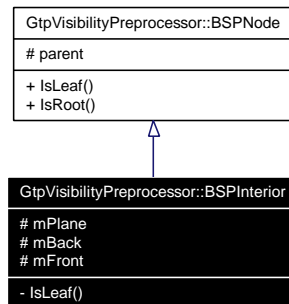 GtpVisibilityPreprocessor::BSPNode
# parent
+ IsLeaf()
+ IsRoot()
GtpVisibilityPreprocessor::BSPInterior
# mPlane
# mBack
# mFront
- IsLeaf()